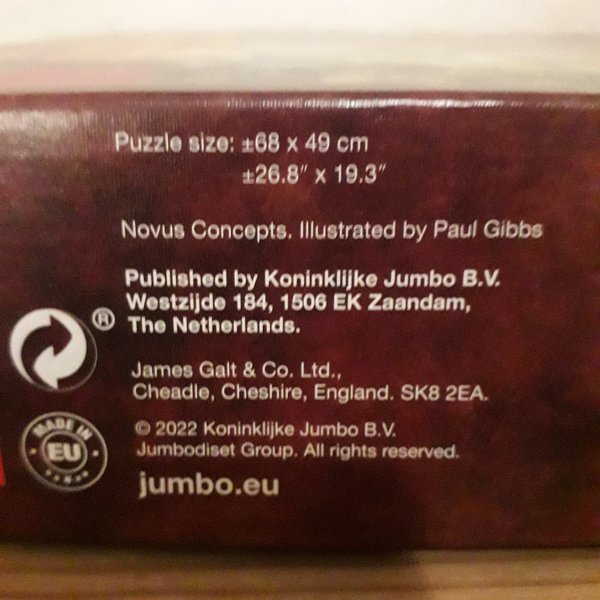 Puzzle size: ±68 x 49 cm
±26.8" x 19.3"
Novus Concepts. Illustrated by Paul Gibbs
Published by Koninklijke Jumbo B.V.
Westzijde 184, 1506 EK Zaandam,
The Netherlands.
®
James Galt & Co. Ltd.,
Cheadle, Cheshire, England. SK8 2EA.
MADE IN
EU
© 2022 Koninklijke Jumbo B.V.
Jumbodiset Group. All rights reserved.
jumbo.eu